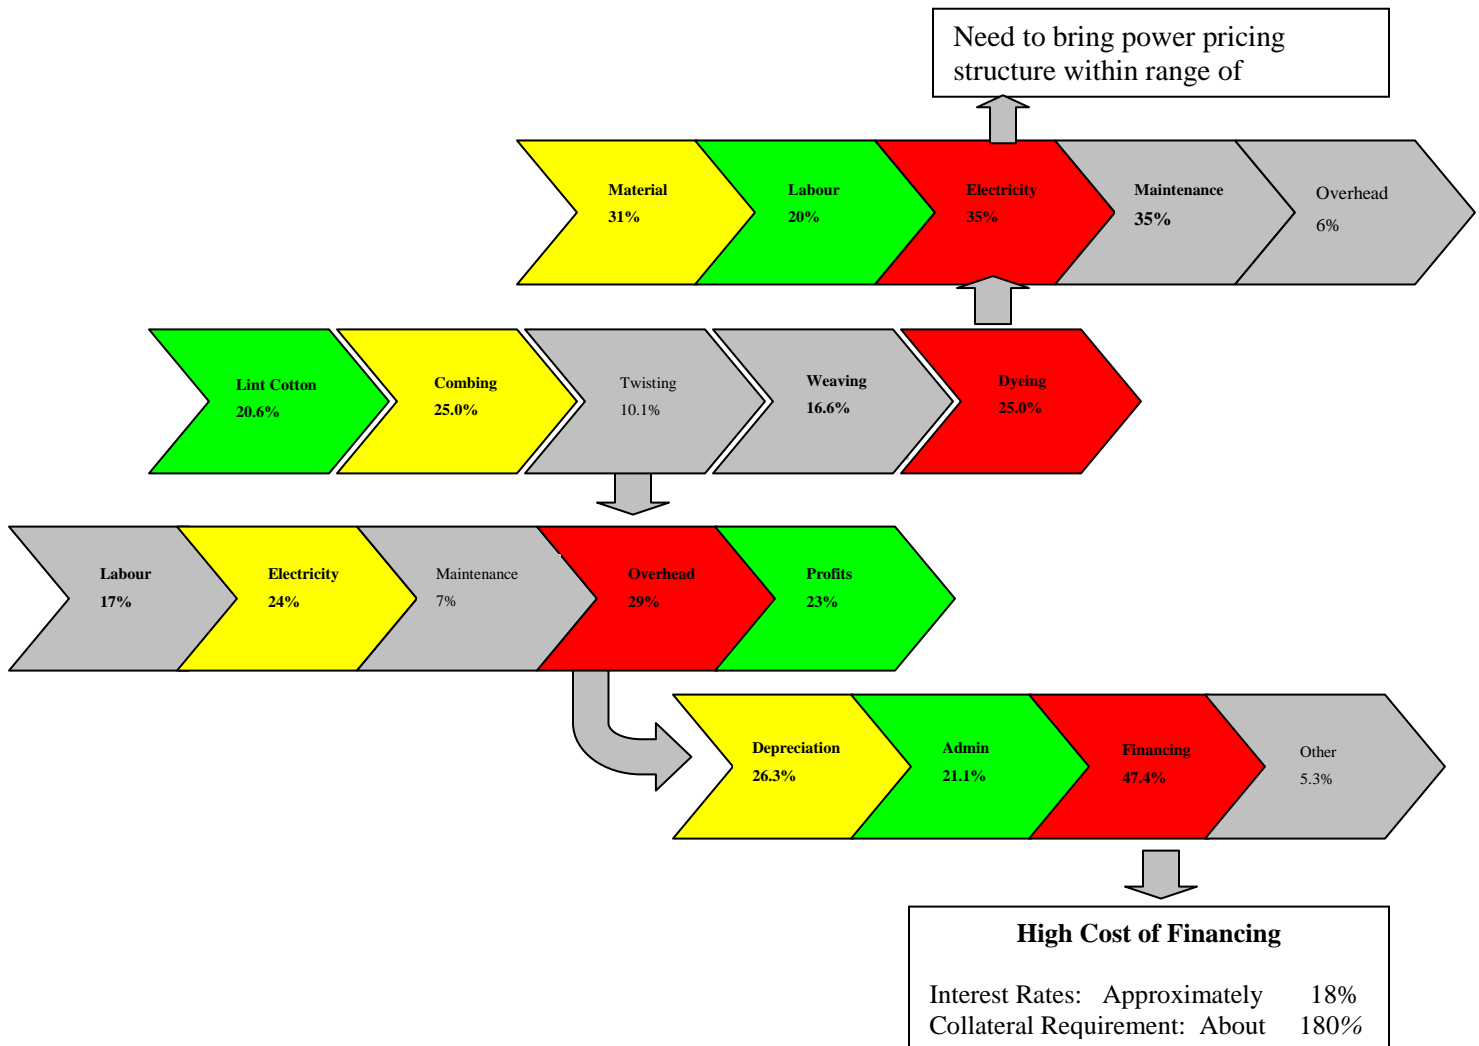 Need to bring power pricing
structure within range of
Material
31%
Labour
20%
Electricity
35%
Maintenance
35%
Overhead
6%
Lint Cotton
20.6%
Combing
25.0%
Twisting
10.1%
Weaving
16.6%
Dyeing
25.0%
Labour
17%
Electricity
24%
Maintenance
7%
Overhead
29%
Profits
23%
Depreciation
26.3%
Admin
21.1%
Financing
47.4%
Other
5.3%
High Cost of Financing
Interest Rates: Approximately 18%
Collateral Requirement: About 180%